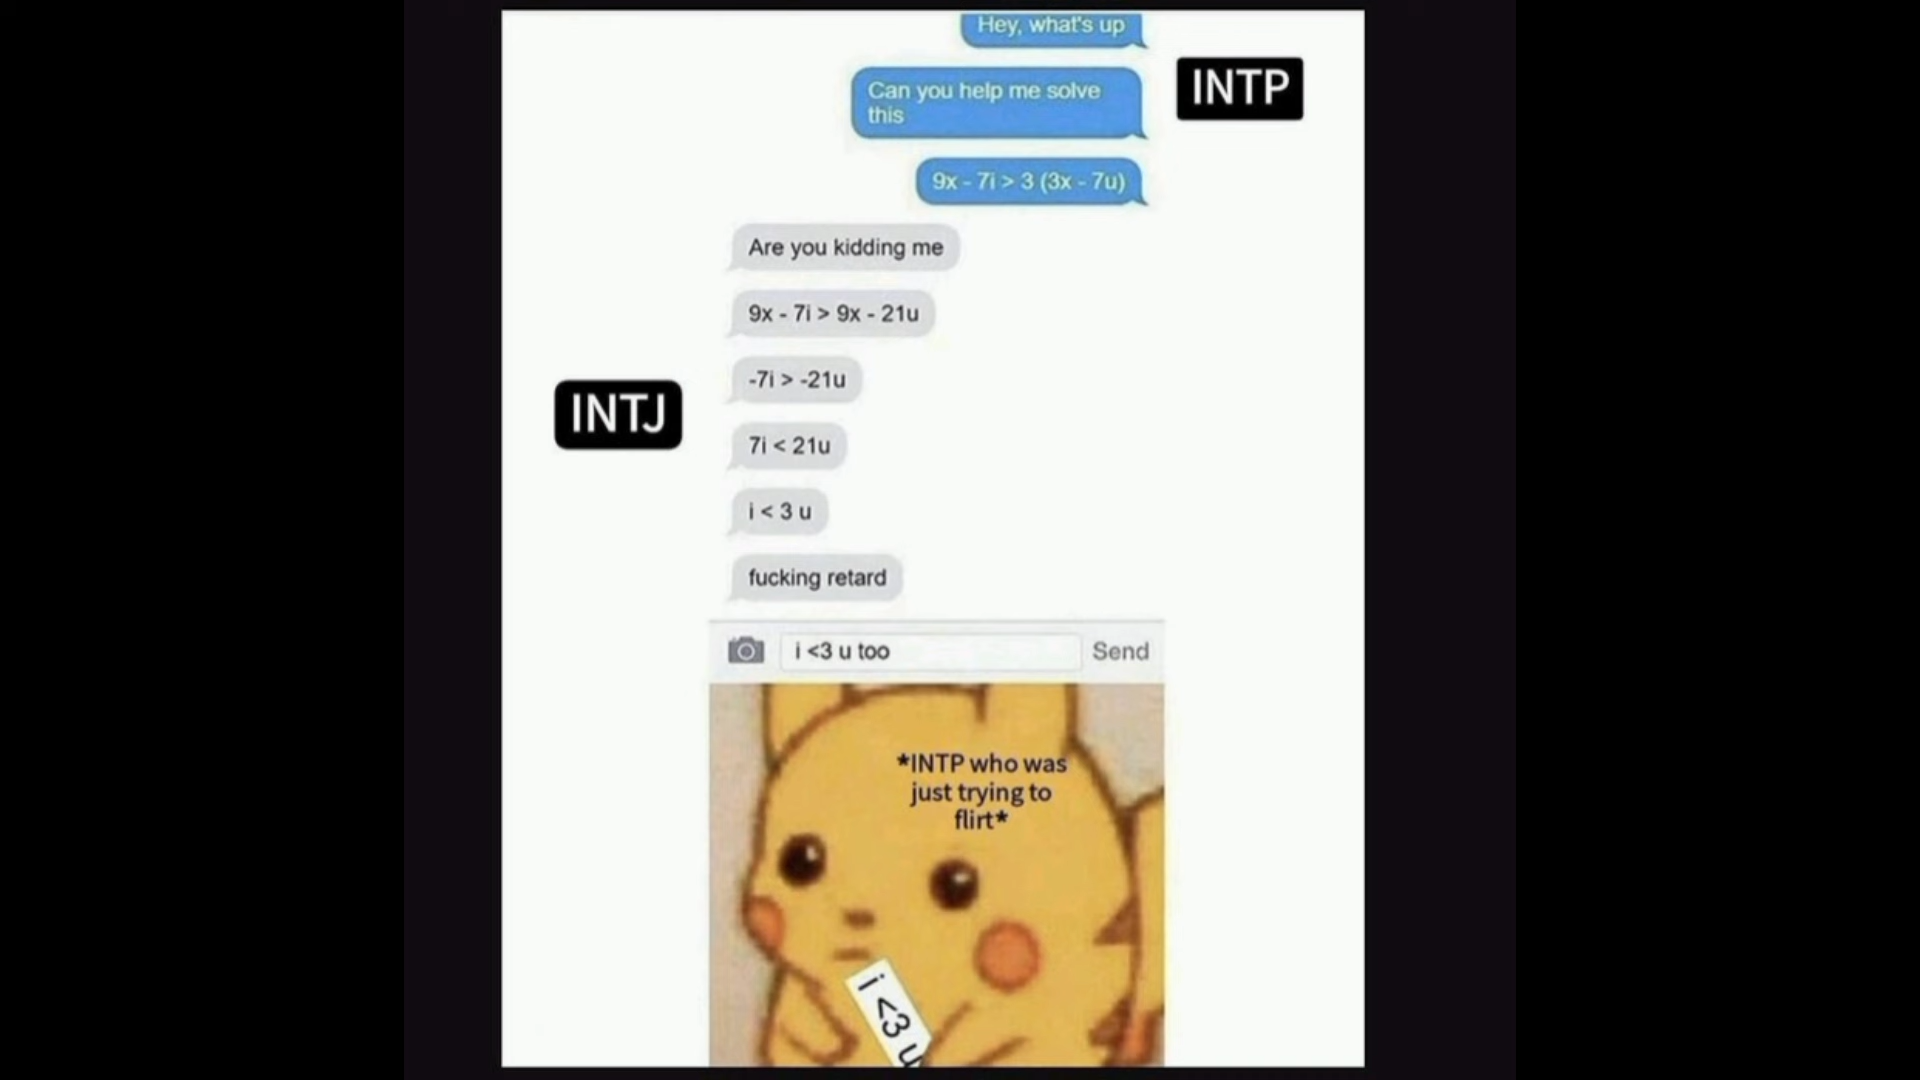 Hey, what's up
INTP
Can you help me solve
this
9x - 7i > 3 (3x - 7u)
Are you kidding me
9x - 7i > 9x - 21u
-7i > -21u
INTJ
7i < 21u
i < 3 u
fucking retard
i <3 u too
Send
*INTP who was
just trying to
flirt*
i <3 u